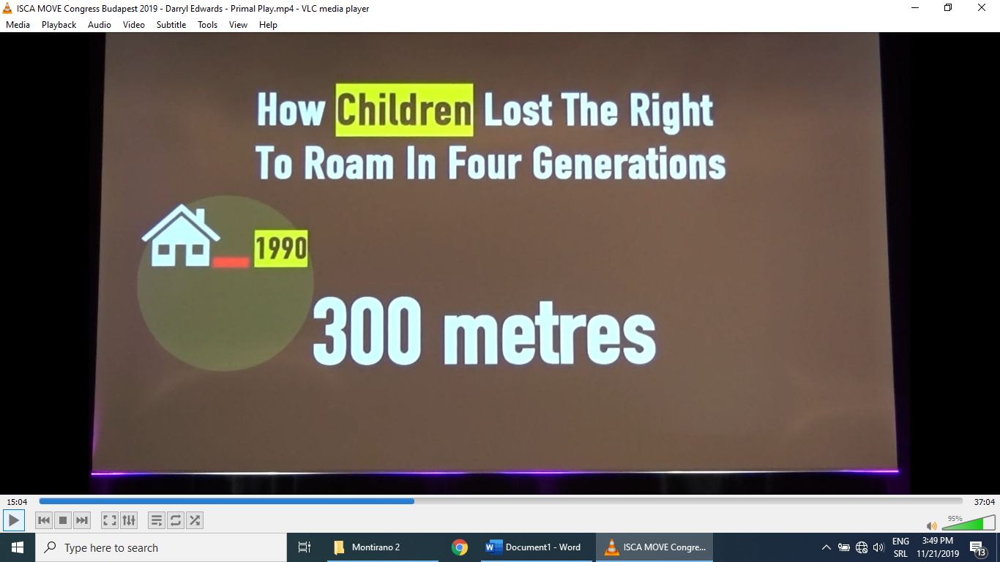 ISCA MOVE Congress Budapest 2019 - Darryl Edwards - Primal Play.mp4 - VLC media player
Media Playback Audio Video Subtitle Tools View Help
How Children Lost The Right
To Roam In Four Generations
1990
300 metres
15:04
37:04
95%
Type here to search
Montirano 2
Document1 - Word
ISCA MOVE Congre...
ENG
SRL
3:49 PM
11/21/2019
13